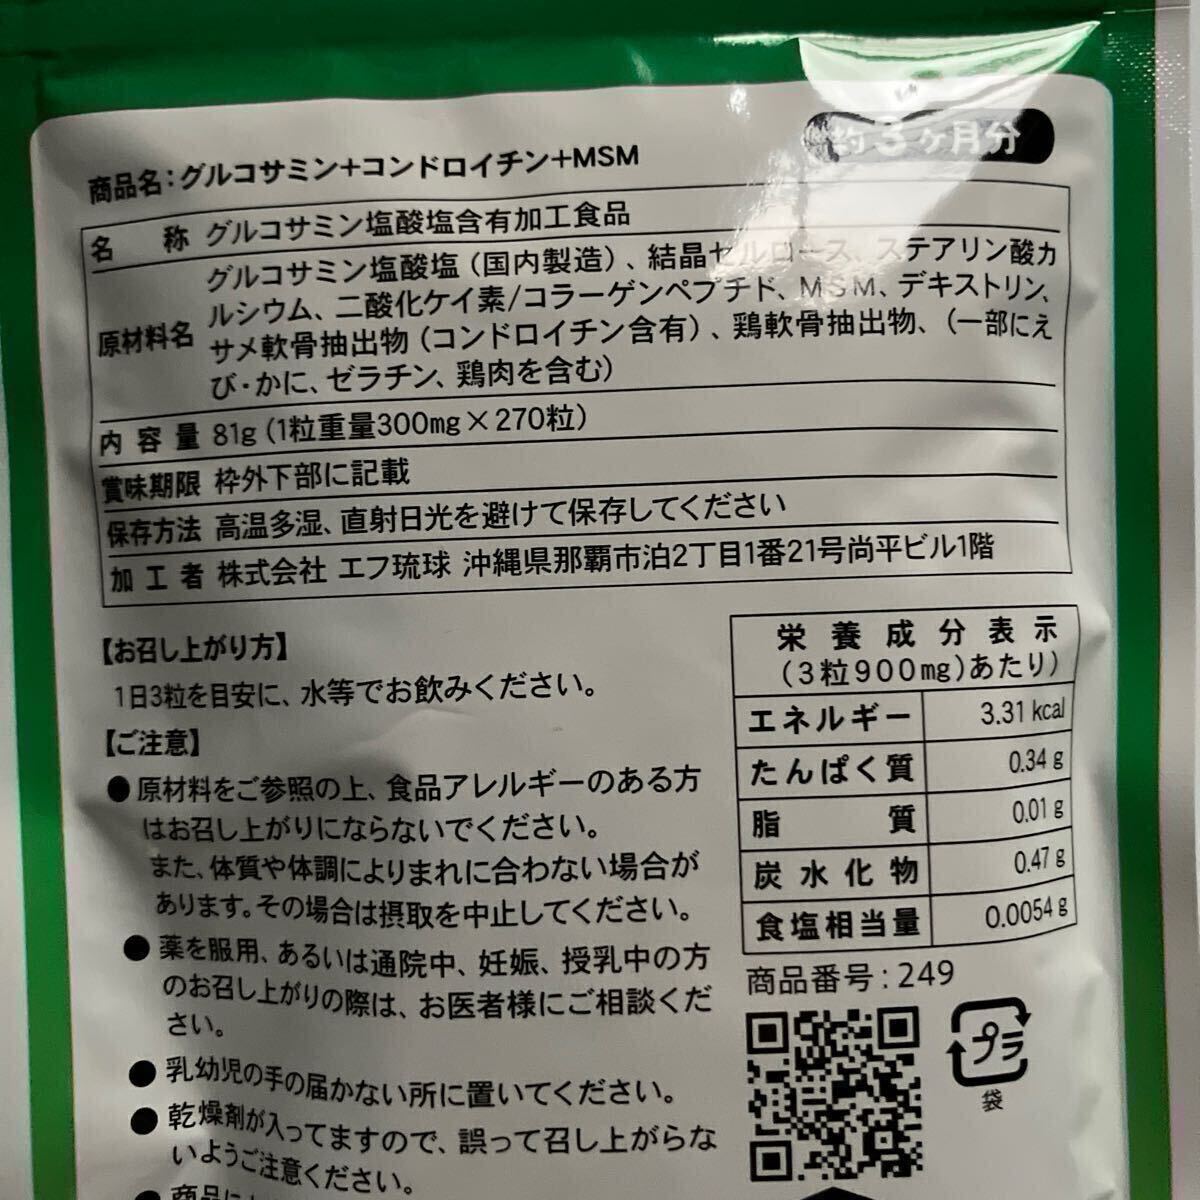 約3ヶ月分
商品名:グルコサミン+コンドロイチン+MSM
名 称 グルコサミン塩酸塩含有加工食品
原材料名 グルコサミン塩酸塩(国内製造)、結晶セルロース、ステアリン酸カ
ルシウム、二酸化ケイ素/コラーゲンペプチド、MSM、デキストリン、
サメ軟骨抽出物(コンドロイチン含有)、鶏軟骨抽出物、(一部にえ
び・かに、ゼラチン、鶏肉を含む)
内容量 81g(1粒重量300mg×270粒)
賞味期限 枠外下部に記載
保存方法 高温多湿、直射日光を避けて保存してください
加工者 株式会社 エフ琉球 沖縄県那覇市泊2丁目1番21号尚平ビル1階
【お召し上がり方】
1日3粒を目安に、水等でお飲みください。
【ご注意】
●原材料をご参照の上、食品アレルギーのある方
はお召し上がりにならないでください。
また、体質や体調によりまれに合わない場合が
あります。その場合は摂取を中止してください。
●薬を服用、あるいは通院中、妊娠、授乳中の方
のお召し上がりの際は、お医者様にご相談くだ
さい。
●乳幼児の手の届かない所に置いてください。
●乾燥剤が入ってますので、誤って召し上がらな
いようご注意ください。
●商品に
栄養成分表示
(3粒900mg)あたり)
エネルギー 3.31 kcal
たんぱく質 0.34 g
脂質 0.01 g
炭水化物 0.47 g
食塩相当量 0.0054 g
商品番号:249
プラ
袋